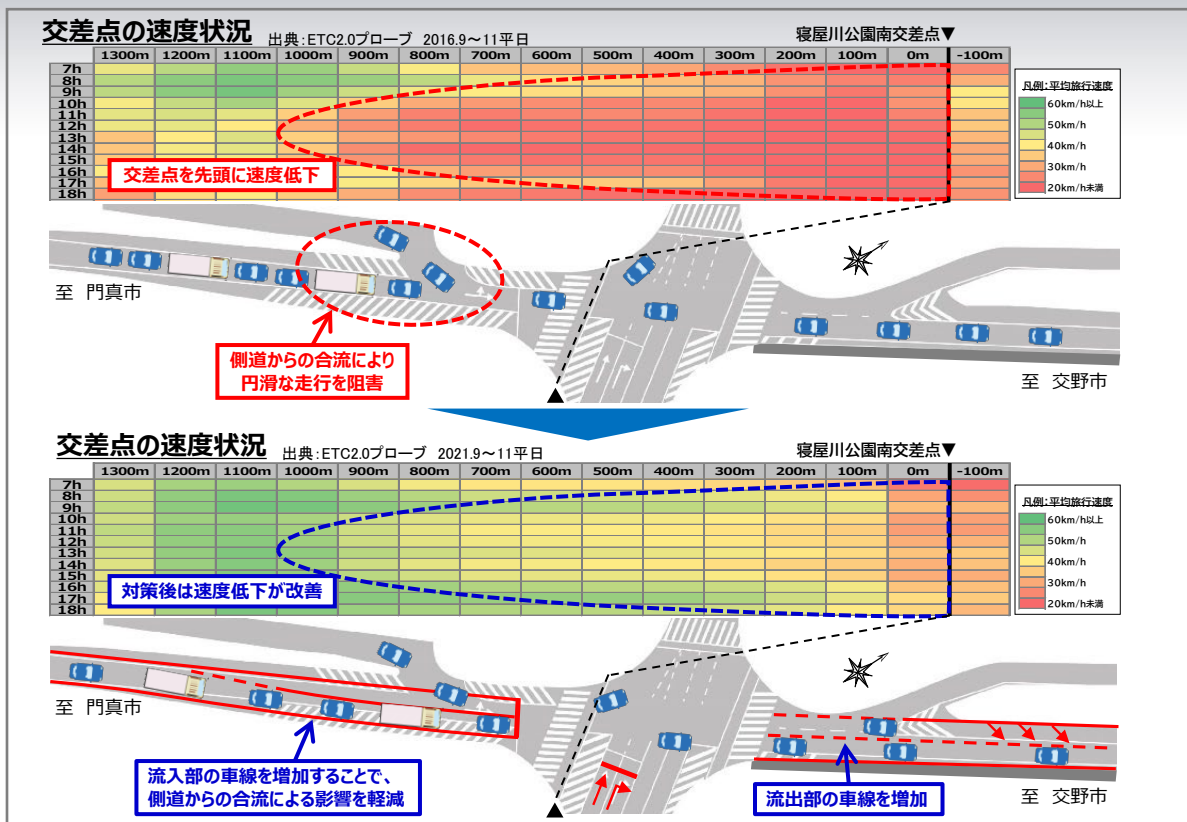 交差点の速度状況 出典:ETC2.0プローブ 2016.9～11平日 寝屋川公園南交差点▼
1300m 1200m 1100m 1000m 900m 800m 700m 600m 500m 400m 300m 200m 100m 0m -100m
7h
8h
9h
10h
11h
12h
13h
14h
15h
16h
17h
18h
凡例:平均旅行速度
60km/h以上
50km/h
40km/h
30km/h
20km/h未満
交差点を先頭に速度低下
至 門真市
側道からの合流により
円滑な走行を阻害
至 交野市
交差点の速度状況 出典:ETC2.0プローブ 2021.9～11平日 寝屋川公園南交差点▼
1300m 1200m 1100m 1000m 900m 800m 700m 600m 500m 400m 300m 200m 100m 0m -100m
7h
8h
9h
10h
11h
12h
13h
14h
15h
16h
17h
18h
凡例:平均旅行速度
60km/h以上
50km/h
40km/h
30km/h
20km/h未満
対策後は速度低下が改善
至 門真市
流入部の車線を増加することで、
側道からの合流による影響を軽減
流出部の車線を増加
至 交野市